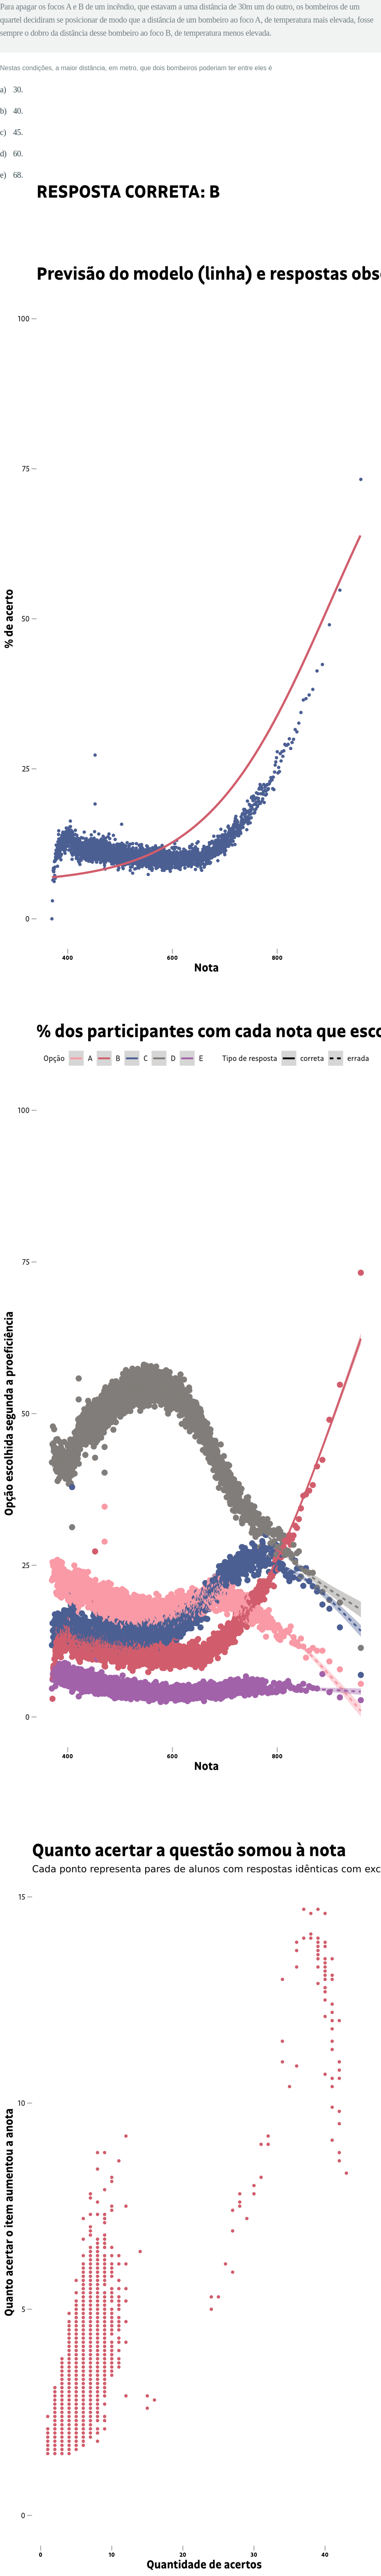 Para apagar os focos A e B de um incêndio, que estavam a uma distância de 30m um do outro, os bombeiros de um
quartel decidiram se posicionar de modo que a distância de um bombeiro ao foco A, de temperatura mais elevada, fosse
sempre o dobro da distância desse bombeiro ao foco B, de temperatura menos elevada.
Nestas condições, a maior distância, em metro, que dois bombeiros poderiam ter entre eles é
a) 30.
b) 40.
c) 45.
d) 60.
e) 68.
RESPOSTA CORRETA: B
Previsão do modelo (linha) e respostas obs
100
75
50
25
0
% de acerto
400 600 800
Nota
% dos participantes com cada nota que esco
Opção A B C D E Tipo de resposta correta errada
100
75
50
25
0
Opção escolhida segunda a proeficiência
400 600 800
Nota
Quanto acertar a questão somou à nota
Cada ponto representa pares de alunos com respostas idênticas com exc
15
10
5
0
Quanto acertar o item aumentou a anota
0 10 20 30 40
Quantidade de acertos